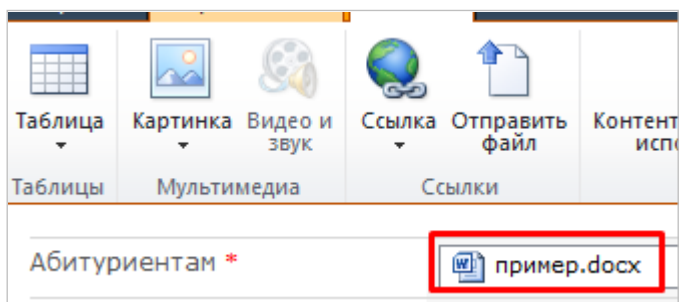 Таблица Картинка Видео и Ссылка Отправить Контент
звук файл
Таблицы Мультимедиа Ссылки
Абитуриентам * пример.docx